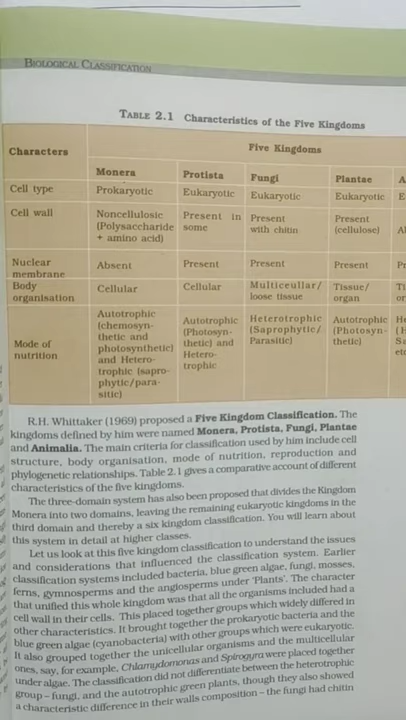 BIOLOGICAL CLASSIFICATION
TABLE 2.1 Characteristics of the Five Kingdoms
Characters
Five Kingdoms
Monera Protista Fungi Plantae A
Cell type Prokaryotic Eukaryotic Eukaryotic Eukaryotic E
Cell wall Noncellulosic Present in Present Present
(Polysaccharide some with chitin (cellulose) A
+ amino acid)
Nuclear
membrane Absent Present Present Present Pr
Body
organisation Cellular Cellular Multiceullar/ Tissue/ Ti
loose tissue organ or
Mode of
nutrition
Autotrophic Autotrophic Heterotrophic Autotrophic He
(chemosyn- (Photosyn- (Saprophytic/ (Photosyn- (H
thetic and thetic) and Parasitic) thetic) Sa
photosynthetic) Hetero- etc
and Hetero- trophic
trophic (sapro-
phytic/para-
sitic)
R.H. Whittaker (1969) proposed a Five Kingdom Classification. The
kingdoms defined by him were named Monera, Protista, Fungi, Plantae
and Animalia. The main criteria for classification used by him include cell
structure, body organisation, mode of nutrition, reproduction and
phylogenetic relationships. Table 2.1 gives a comparative account of different
characteristics of the five kingdoms.
The three-domain system has also been proposed that divides the Kingdom
Monera into two domains, leaving the remaining eukaryotic kingdoms in the
third domain and thereby a six kingdom classification. You will learn about
this system in detail at higher classes.
Let us look at this five kingdom classification to understand the issues
and considerations that influenced the classification system. Earlier
classification systems included bacteria, blue green algae, fungi, mosses,
ferns, gymnosperms and the angiosperms under 'Plants'. The character
that unified this whole kingdom was that all the organisms included had a
cell wall in their cells. This placed together groups which widely differed in
other characteristics. It brought together the prokaryotic bacteria and the
blue green algae (cyanobacteria) with other groups which were eukaryotic.
It also grouped together the unicellular organisms and the multicellular
ones, say, for example, Chlamydomonas and Spirogyra were placed together
under algae. The classification did not differentiate between the heterotrophic
group – fungi, and the autotrophic green plants, though they also showed
a characteristic difference in their walls composition – the fungi had chitin